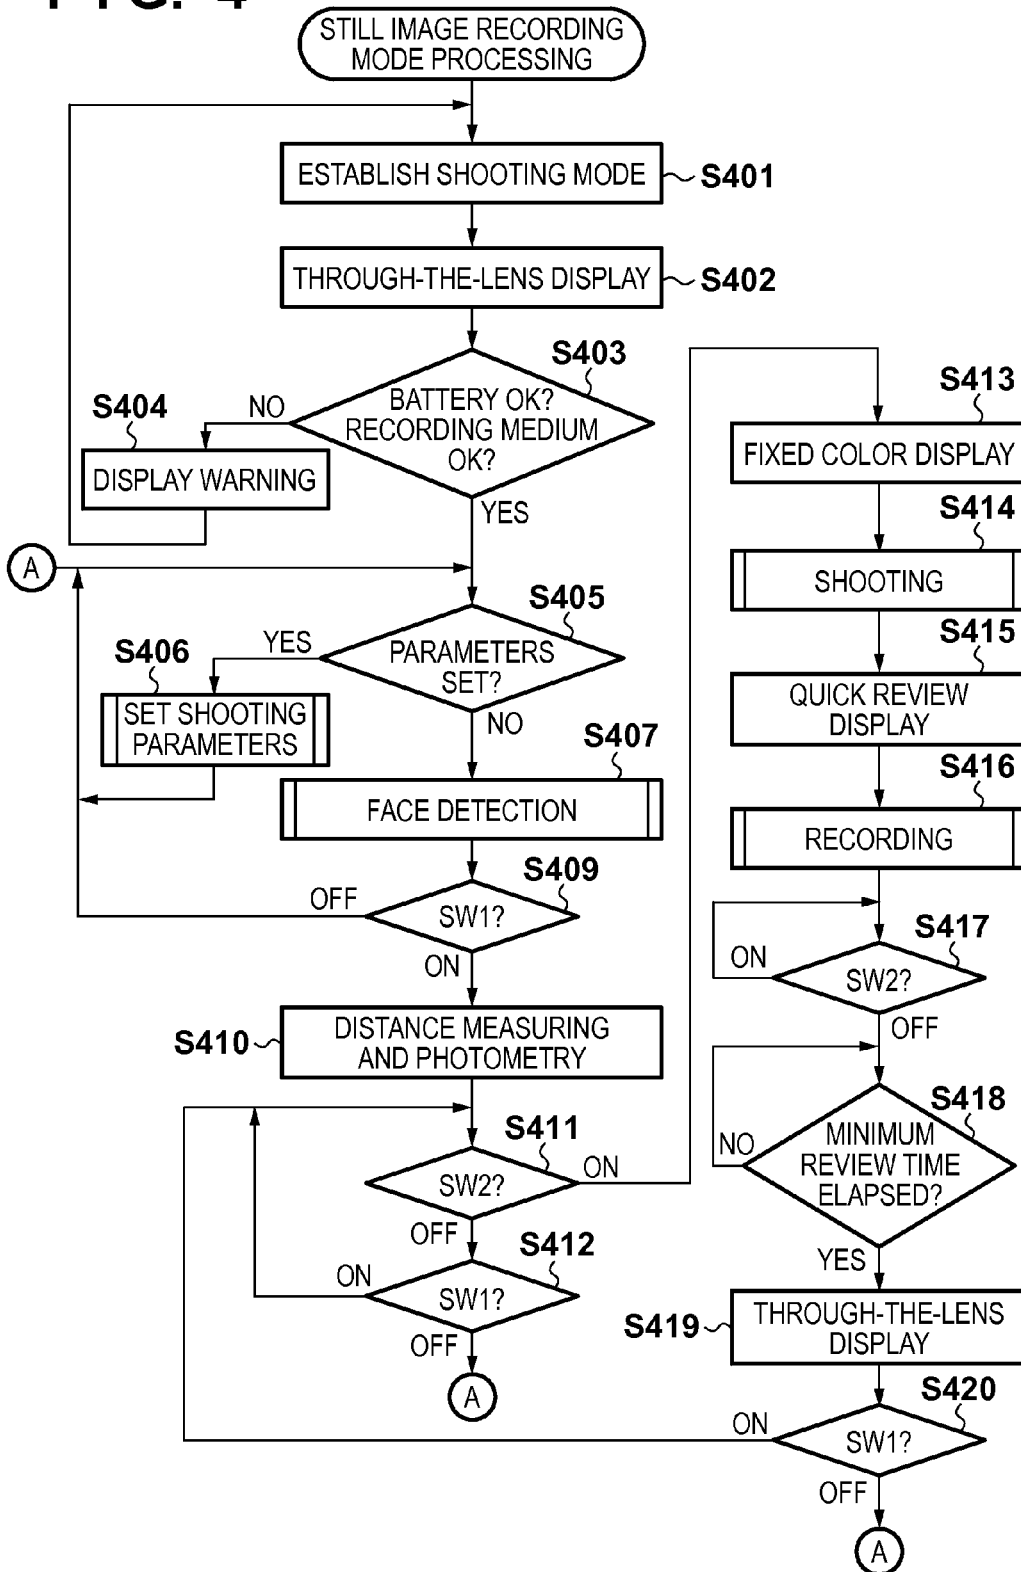 FIG. 4
STILL IMAGE RECORDING
MODE PROCESSING
ESTABLISH SHOOTING MODE
S401
THROUGH-THE-LENS DISPLAY
S402
S403
BATTERY OK?
RECORDING MEDIUM
OK?
NO
YES
S404
DISPLAY WARNING
A
S405
PARAMETERS
SET?
YES
NO
S406
SET SHOOTING
PARAMETERS
S407
FACE DETECTION
S409
SW1?
OFF
ON
S410
DISTANCE MEASURING
AND PHOTOMETRY
S411
SW2?
ON
OFF
S412
SW1?
ON
OFF
A
S413
FIXED COLOR DISPLAY
S414
SHOOTING
S415
QUICK REVIEW
DISPLAY
S416
RECORDING
S417
SW2?
ON
OFF
S418
MINIMUM
REVIEW TIME
ELAPSED?
NO
YES
S419
THROUGH-THE-LENS
DISPLAY
S420
SW1?
ON
OFF
A